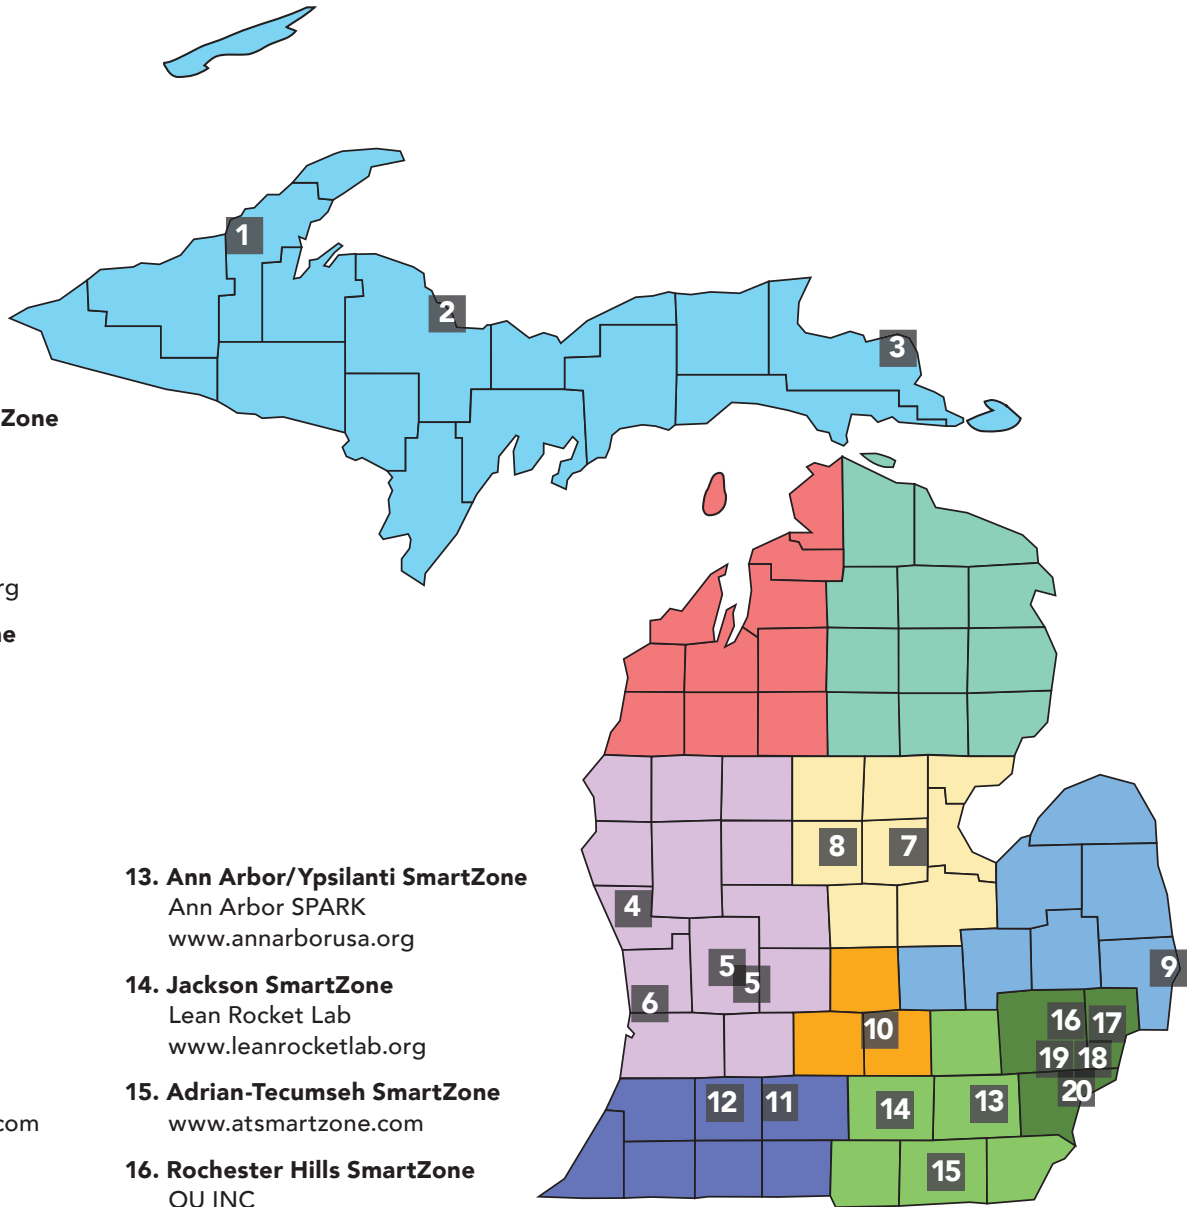 Zone
rg
ne
com
13. Ann Arbor/Ypsilanti SmartZone
Ann Arbor SPARK
www.annarborusa.org
14. Jackson SmartZone
Lean Rocket Lab
www.leanrocketlab.org
15. Adrian-Tecumseh SmartZone
www.atsmartzone.com
16. Rochester Hills SmartZone
OU INC
1
2
3
8 7
4
5 5 9
6
10 16 17
19 18
12 11 14 13 20
15